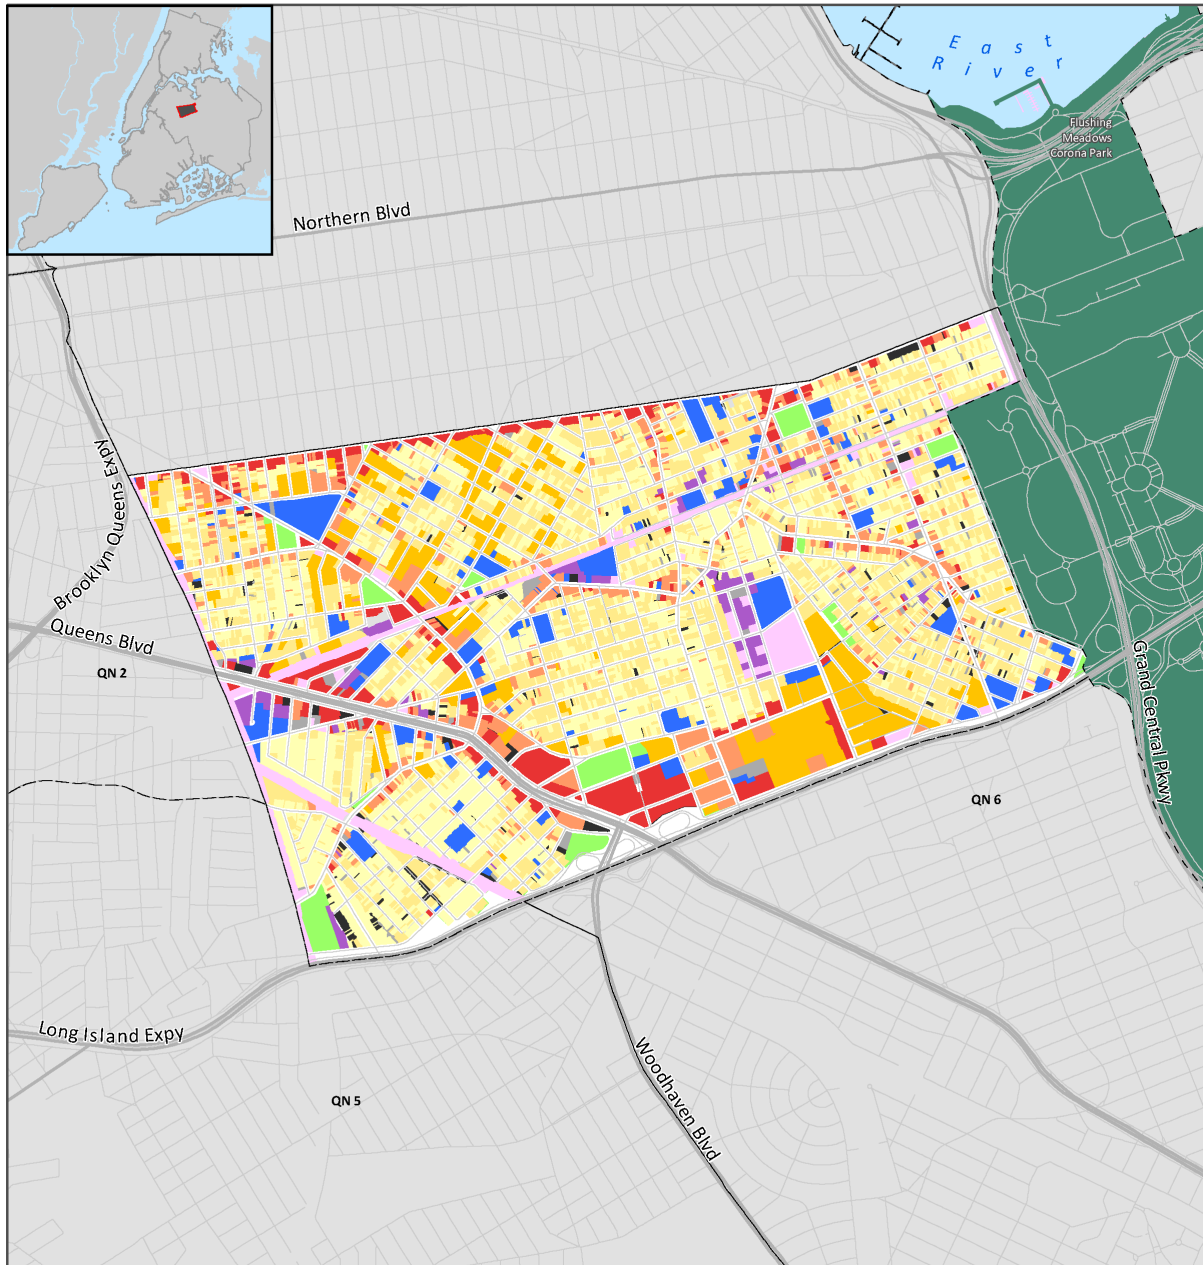 East
River
Flushing
Meadows
Corona Park
Northern Blvd
Brooklyn Queens Expy
Queens Blvd
QN 2
Grand Central Pkwy
QN 6
Long Island Expy
Woodhaven Blvd
QN 5